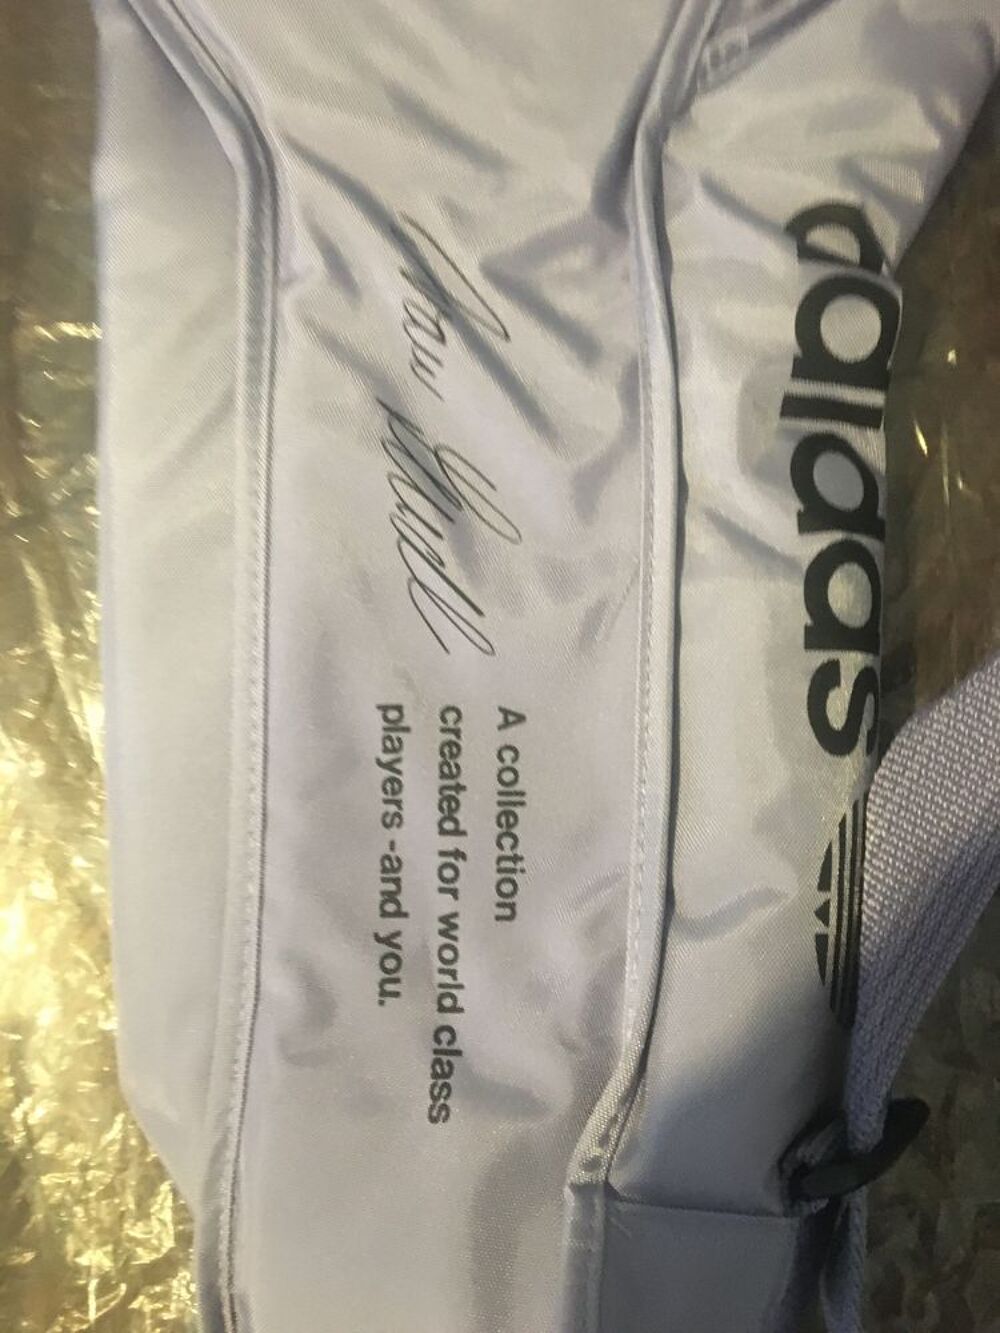 adidas
A collection
created for world class
players -and you.